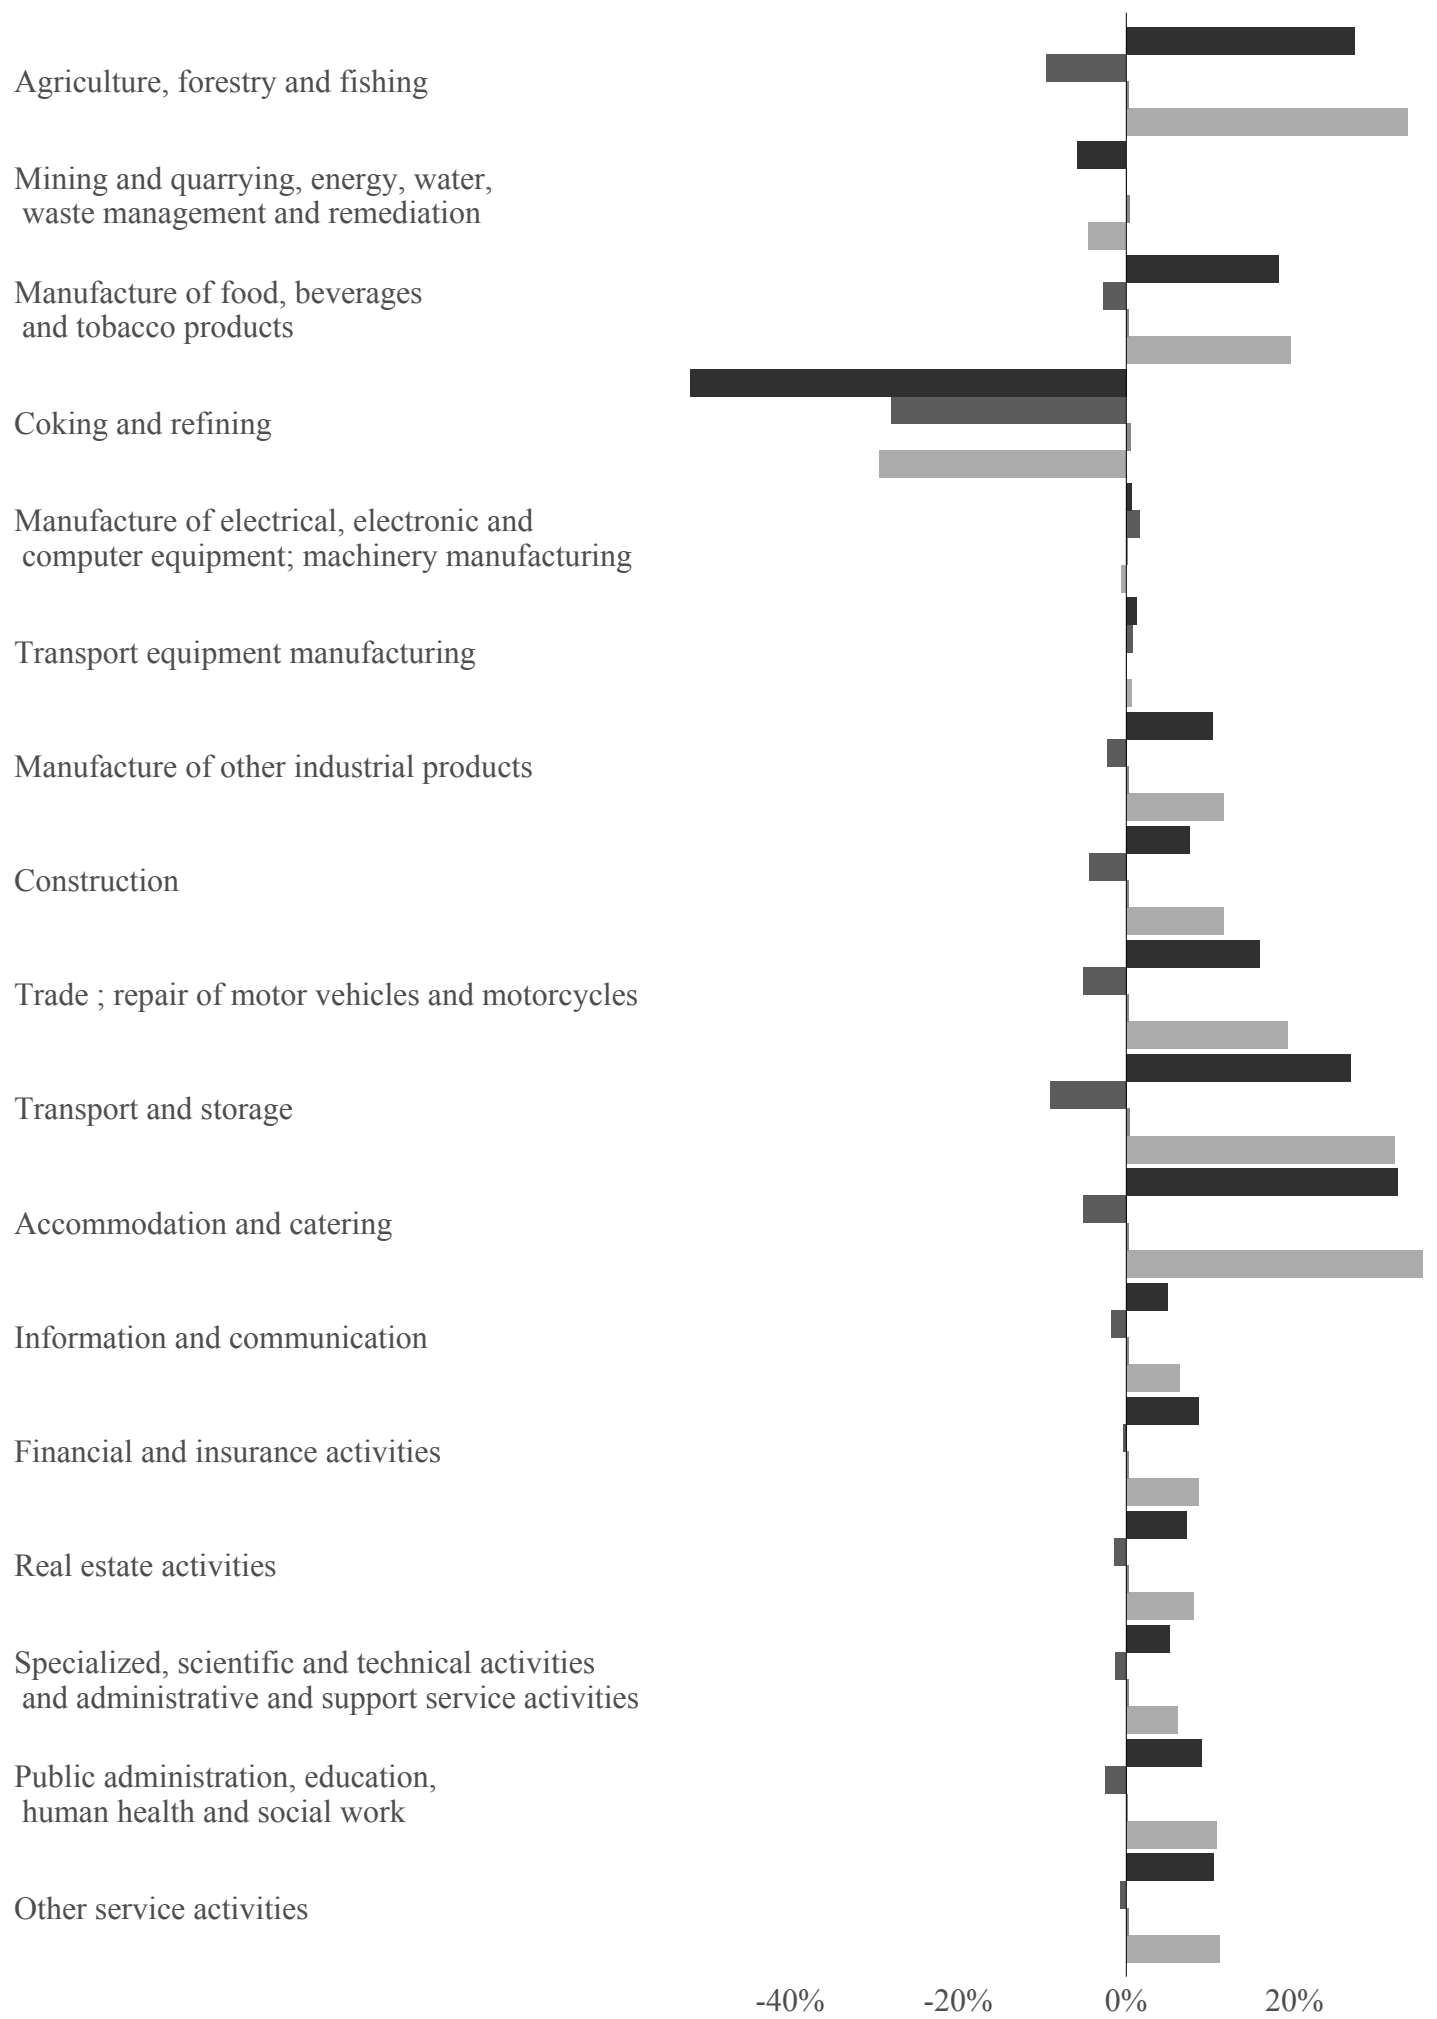 Agriculture, forestry and fishing
Mining and quarrying, energy, water,
waste management and remediation
Manufacture of food, beverages
and tobacco products
Coking and refining
Manufacture of electrical, electronic and
computer equipment; machinery manufacturing
Transport equipment manufacturing
Manufacture of other industrial products
Construction
Trade ; repair of motor vehicles and motorcycles
Transport and storage
Accommodation and catering
Information and communication
Financial and insurance activities
Real estate activities
Specialized, scientific and technical activities
and administrative and support service activities
Public administration, education,
human health and social work
Other service activities
-40% -20% 0% 20%